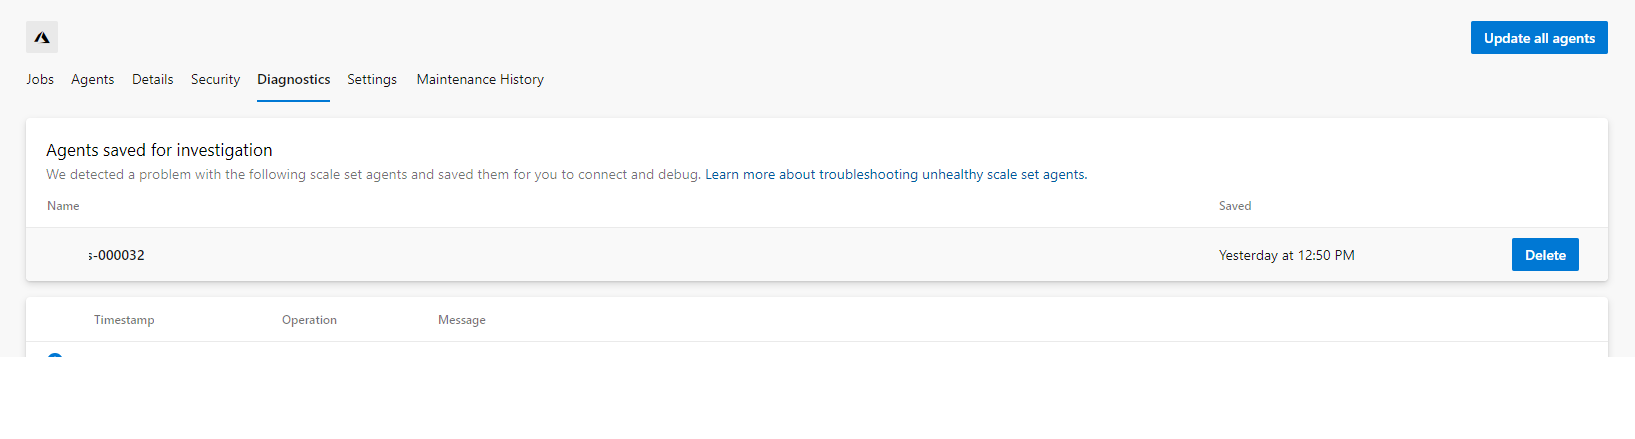 Update all agents
Jobs Agents Details Security Diagnostics Settings Maintenance History
Agents saved for investigation
We detected a problem with the following scale set agents and saved them for you to connect and debug. Learn more about troubleshooting unhealthy scale set agents.
Name Saved
s-000032 Yesterday at 12:50 PM Delete
Timestamp Operation Message